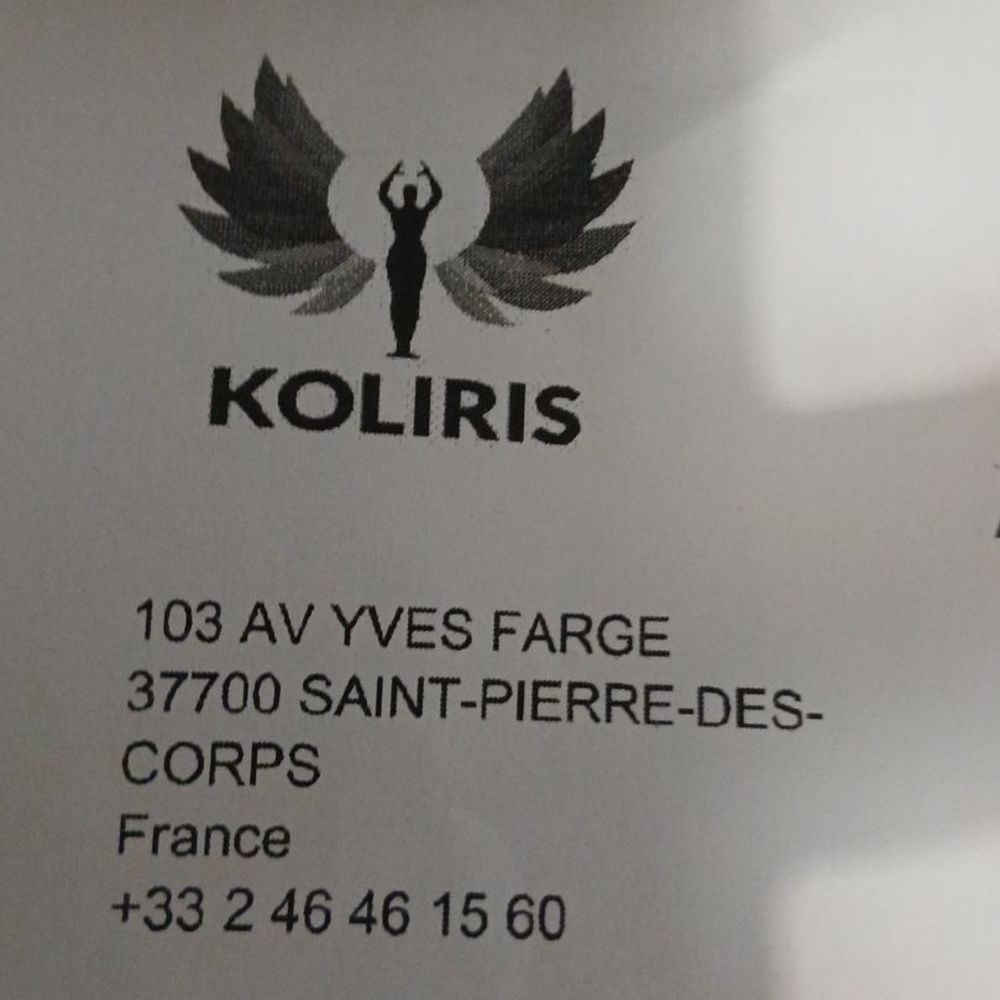 KOLIRIS
103 AV YVES FARGE
37700 SAINT-PIERRE-DES-
CORPS
France
+33 2 46 46 15 60